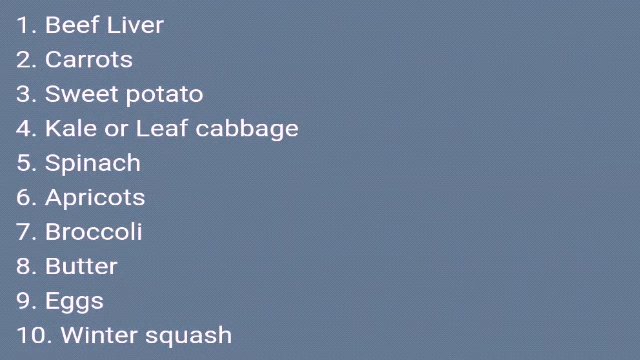 1. Beef Liver
2. Carrots
3. Sweet potato
4. Kale or Leaf cabbage
5. Spinach
6. Apricots
7. Broccoli
8. Butter
9. Eggs
10. Winter squash